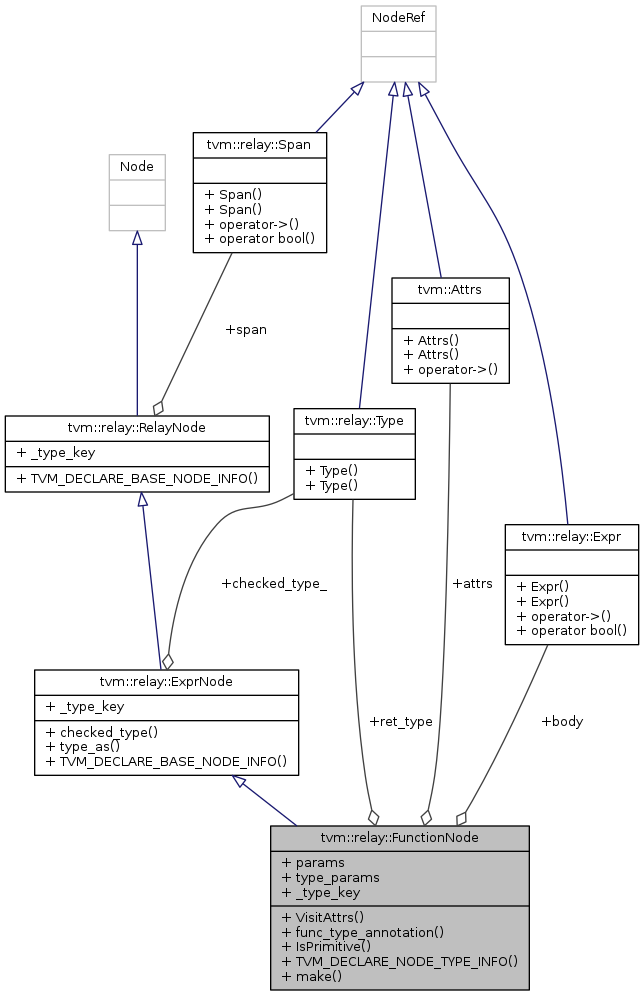 NodeRef
tvm::relay::Span
+ Span()
+ Span()
+ operator->()
+ operator bool()
Node
tvm::Attrs
+ Attrs()
+ Attrs()
+ operator->()
+span
tvm::relay::Type
+ Type()
+ Type()
tvm::relay::RelayNode
+ _type_key
+ TVM_DECLARE_BASE_NODE_INFO()
tvm::relay::Expr
+ Expr()
+ Expr()
+ operator->()
+ operator bool()
+checked_type_
+attrs
tvm::relay::ExprNode
+ _type_key
+ checked_type()
+ type_as()
+ TVM_DECLARE_BASE_NODE_INFO()
+ret_type
+body
tvm::relay::FunctionNode
+ params
+ type_params
+ _type_key
+ VisitAttrs()
+ func_type_annotation()
+ IsPrimitive()
+ TVM_DECLARE_NODE_TYPE_INFO()
+ make()